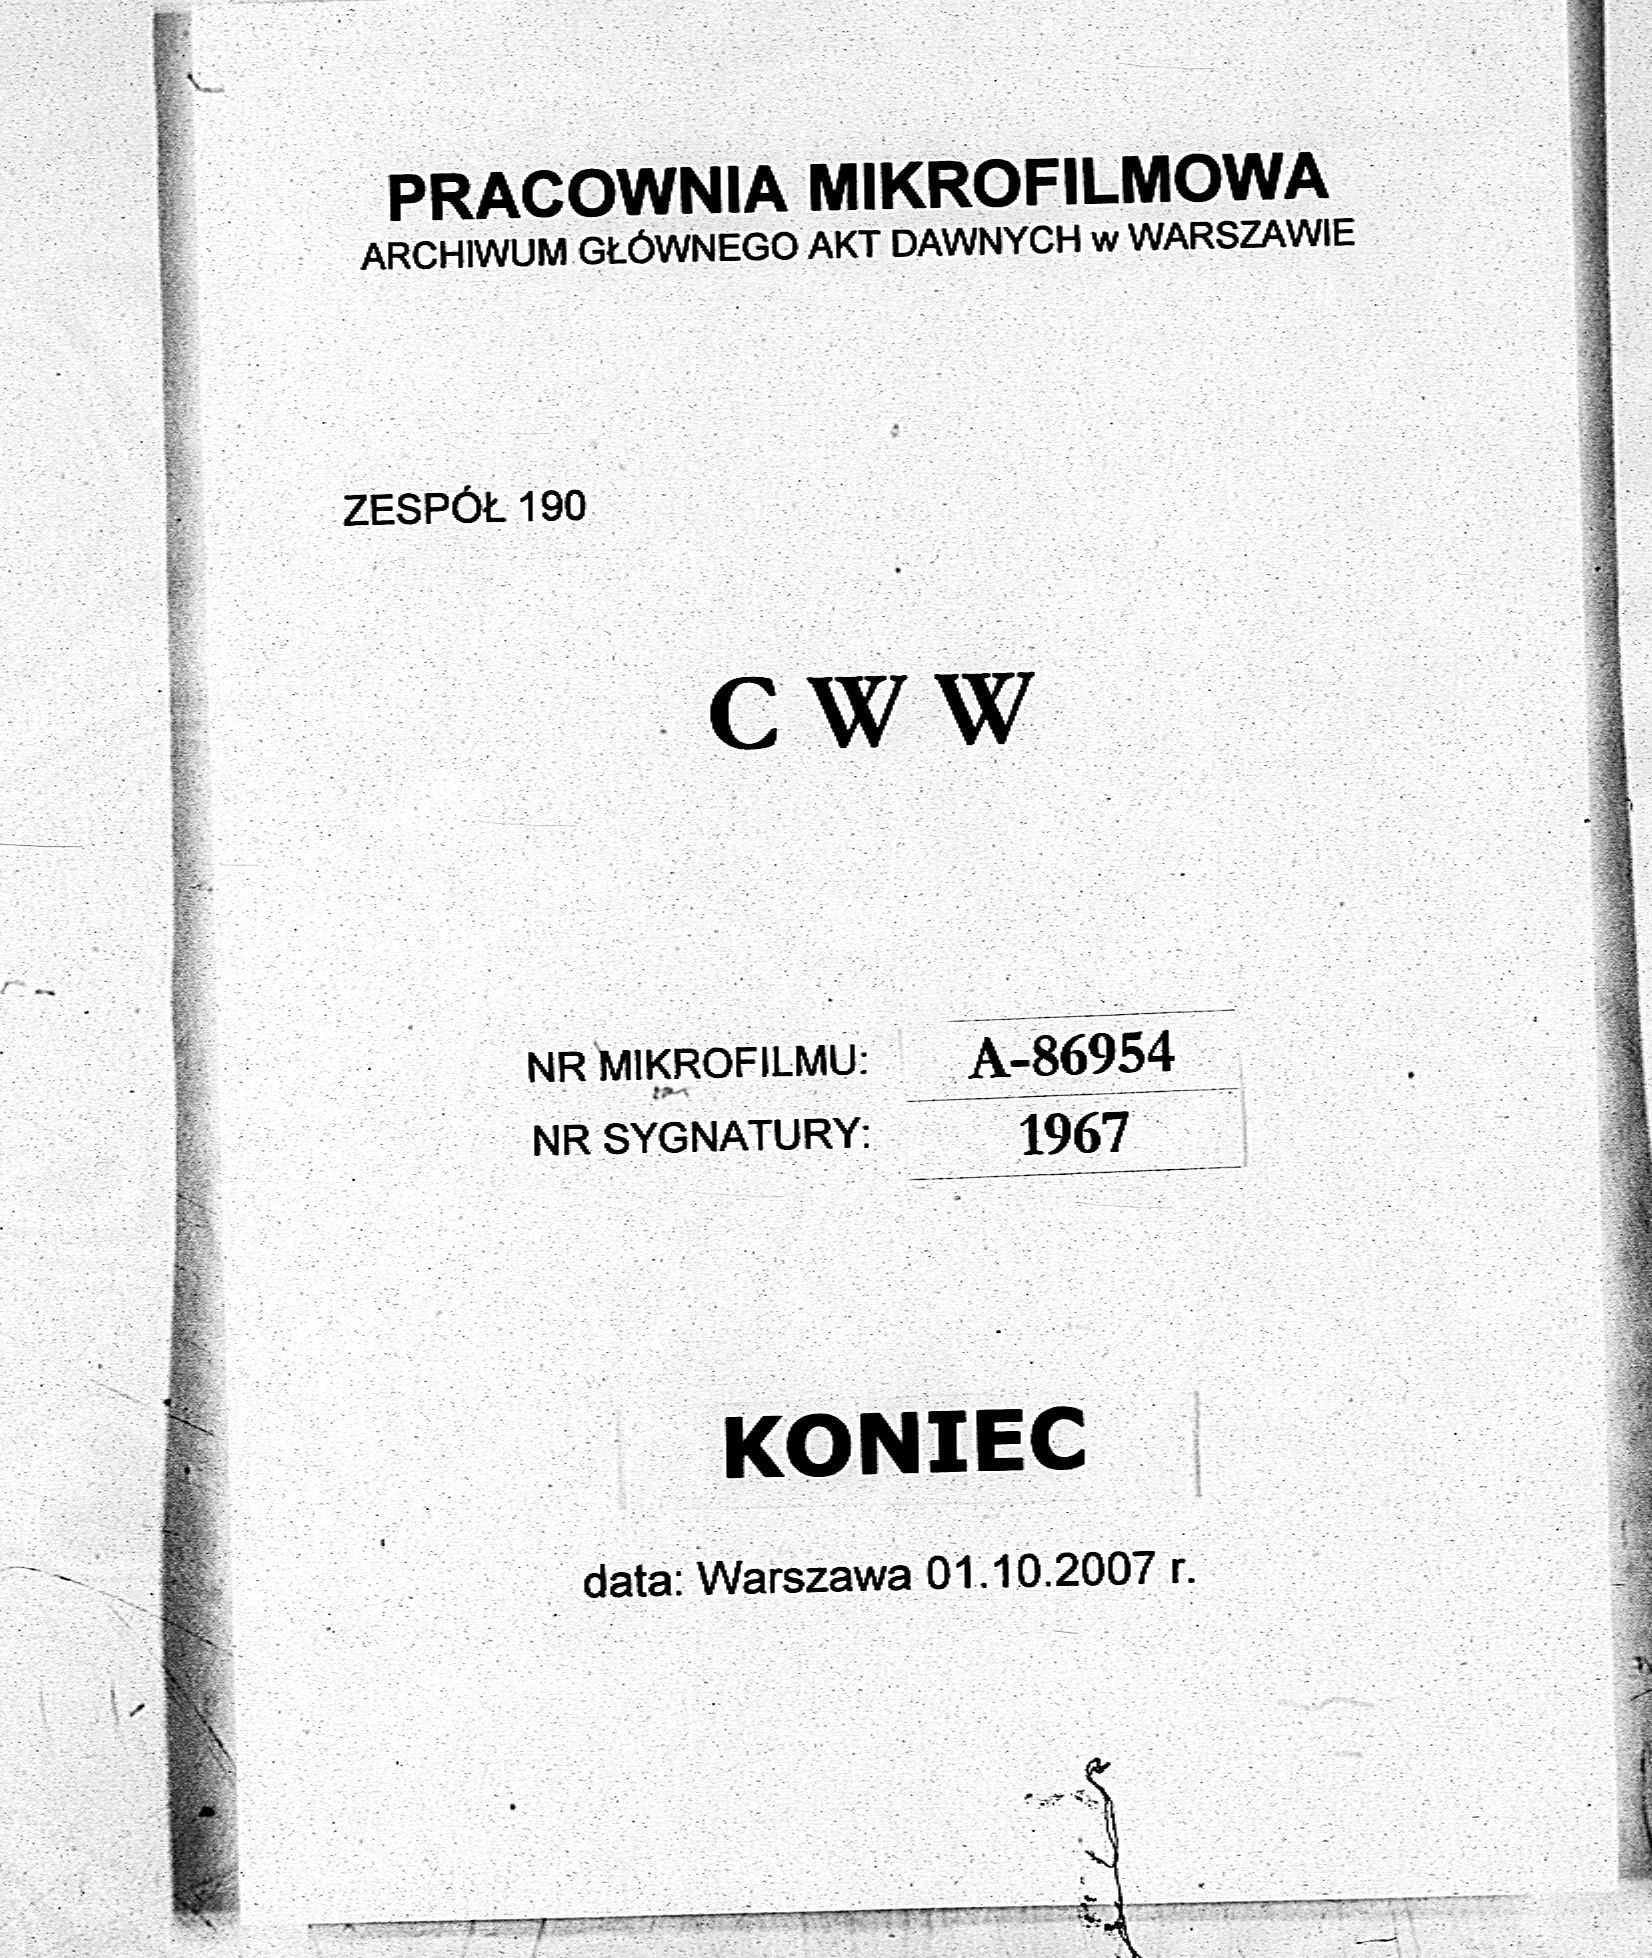 PRACOWNIA MIKROFILMOWA
ARCHIWUM GŁÓWNEGO AKT DAWNYCH w WARSZAWIE
ZESPÓŁ 190
C W W
NR MIKROFILMU: A-86954
NR SYGNATURY: 1967
KONIEC
data: Warszawa 01.10.2007 r.